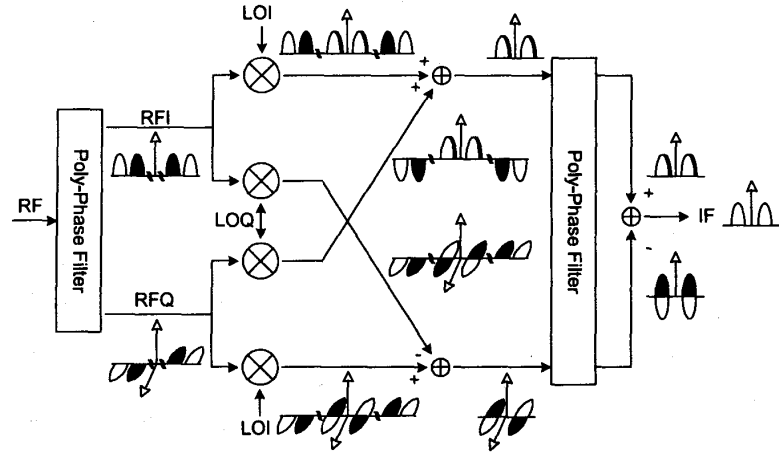 LOI
RFI
RF
Poly-Phase Filter
LOQ
RFQ
LOI
+
+
-
+
Poly-Phase Filter
+
-
IF